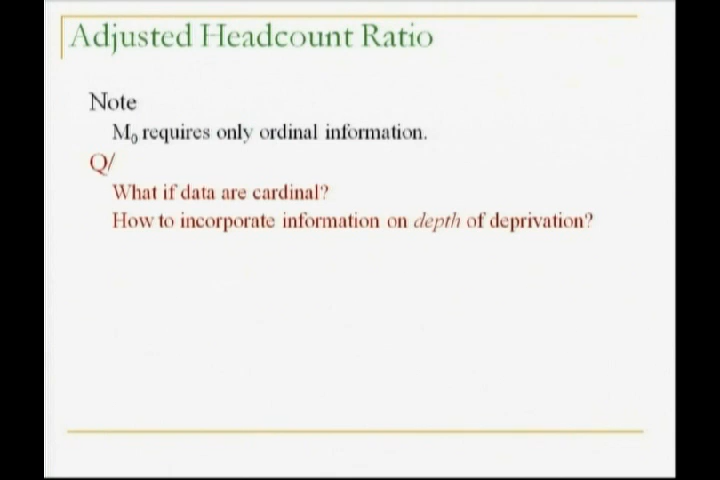 Adjusted Headcount Ratio
Note
M₀ requires only ordinal information.
Q/
What if data are cardinal?
How to incorporate information on depth of deprivation?